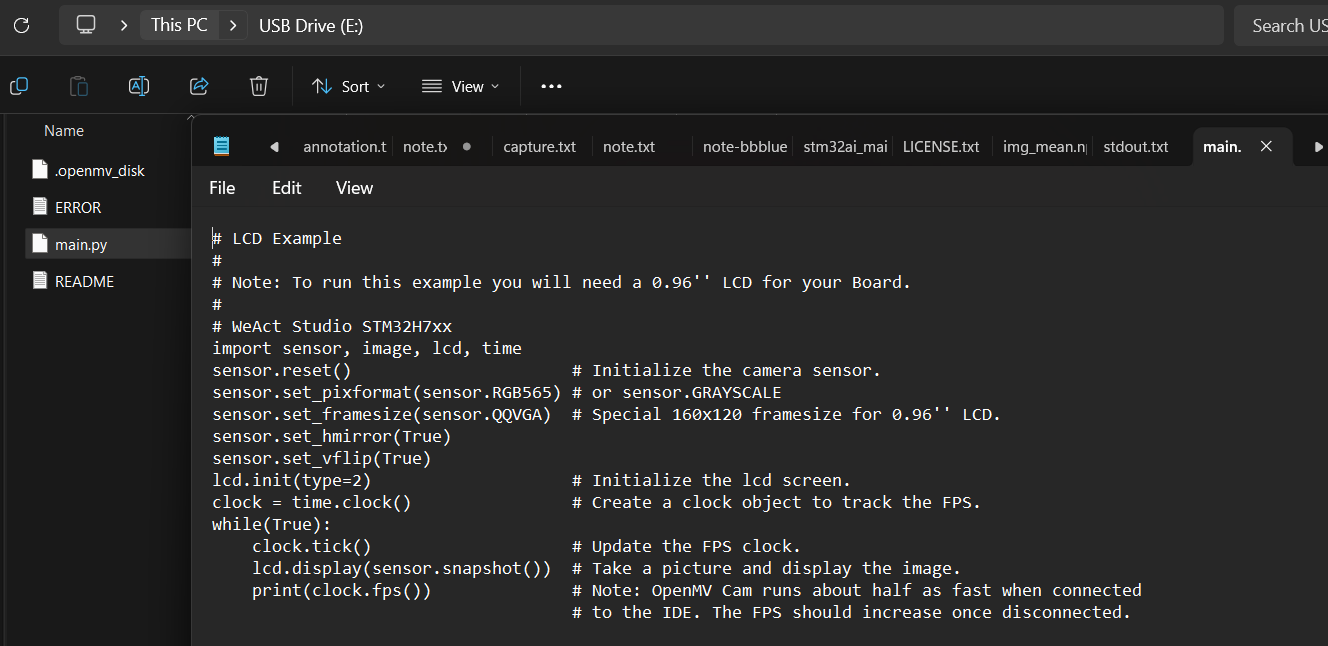 This PC
USB Drive (E:)
Search US
Sort
View
Name
.openmv_disk
ERROR
main.py
README
annotation.t
note.tx
capture.txt
note.txt
note-bbblue
stm32ai_mai
LICENSE.txt
img_mean.n
stdout.txt
main.
File
Edit
View
# LCD Example
#
# Note: To run this example you will need a 0.96'' LCD for your Board.
#
# WeAct Studio STM32H7xx
import sensor, image, lcd, time
sensor.reset()                      # Initialize the camera sensor.
sensor.set_pixformat(sensor.RGB565) # or sensor.GRAYSCALE
sensor.set_framesize(sensor.QQVGA)  # Special 160x120 framesize for 0.96'' LCD.
sensor.set_hmirror(True)
sensor.set_vflip(True)
lcd.init(type=2)                    # Initialize the lcd screen.
clock = time.clock()                # Create a clock object to track the FPS.
while(True):
    clock.tick()                    # Update the FPS clock.
    lcd.display(sensor.snapshot())  # Take a picture and display the image.
    print(clock.fps())              # Note: OpenMV Cam runs about half as fast when connected
                                    # to the IDE. The FPS should increase once disconnected.